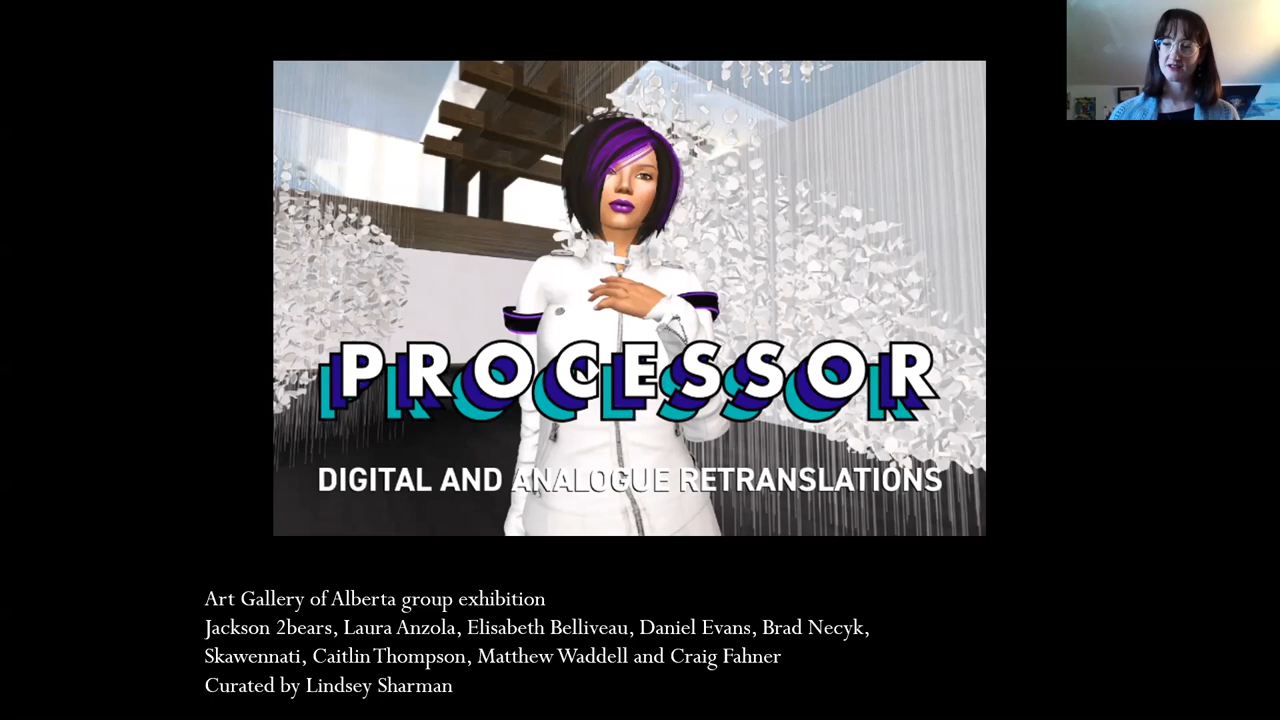 PROCESSOR
DIGITAL AND ANALOGUE RETRANSLATIONS
Art Gallery of Alberta group exhibition
Jackson 2bears, Laura Anzola, Elisabeth Belliveau, Daniel Evans, Brad Necyk,
Skawennati, Caitlin Thompson, Matthew Waddell and Craig Fahner
Curated by Lindsey Sharman